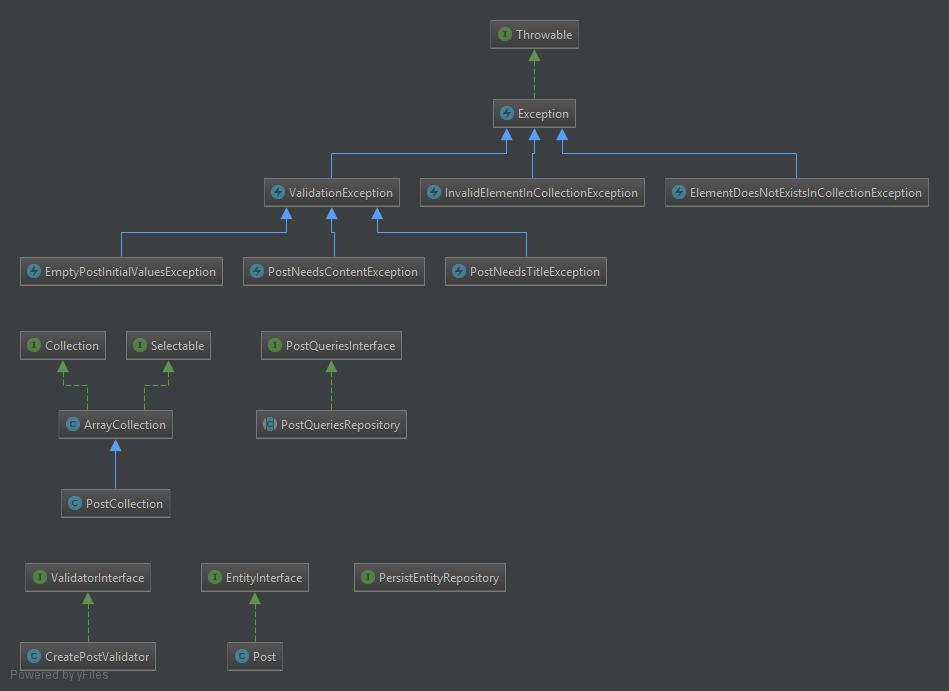 Throwable
Exception
ValidationException
InvalidElementInCollectionException
ElementDoesNotExistsInCollectionException
EmptyPostInitialValuesException
PostNeedsContentException
PostNeedsTitleException
Collection
Selectable
PostQueriesInterface
ArrayCollection
PostQueriesRepository
PostCollection
ValidatorInterface
EntityInterface
PersistEntityRepository
CreatePostValidator
Post
Powered by yFiles